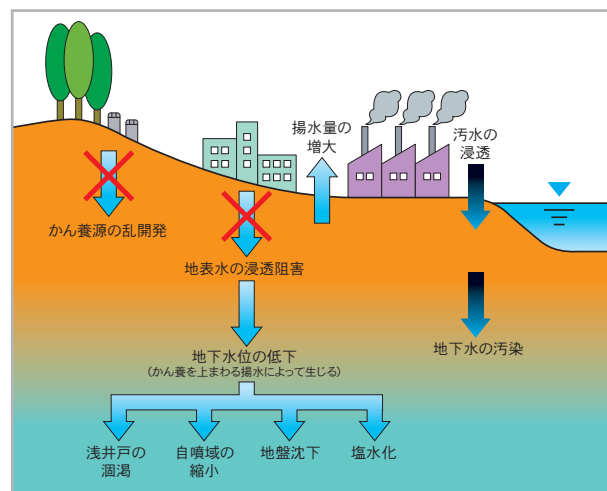 揚水量の
増大
汚水の
浸透
かん養源の乱開発
地表水の浸透阻害
地下水の汚染
地下水位の低下
(かん養を上まわる揚水によって生じる)
浅井戸の
涸渇
自噴域の
縮小
地盤沈下
塩水化